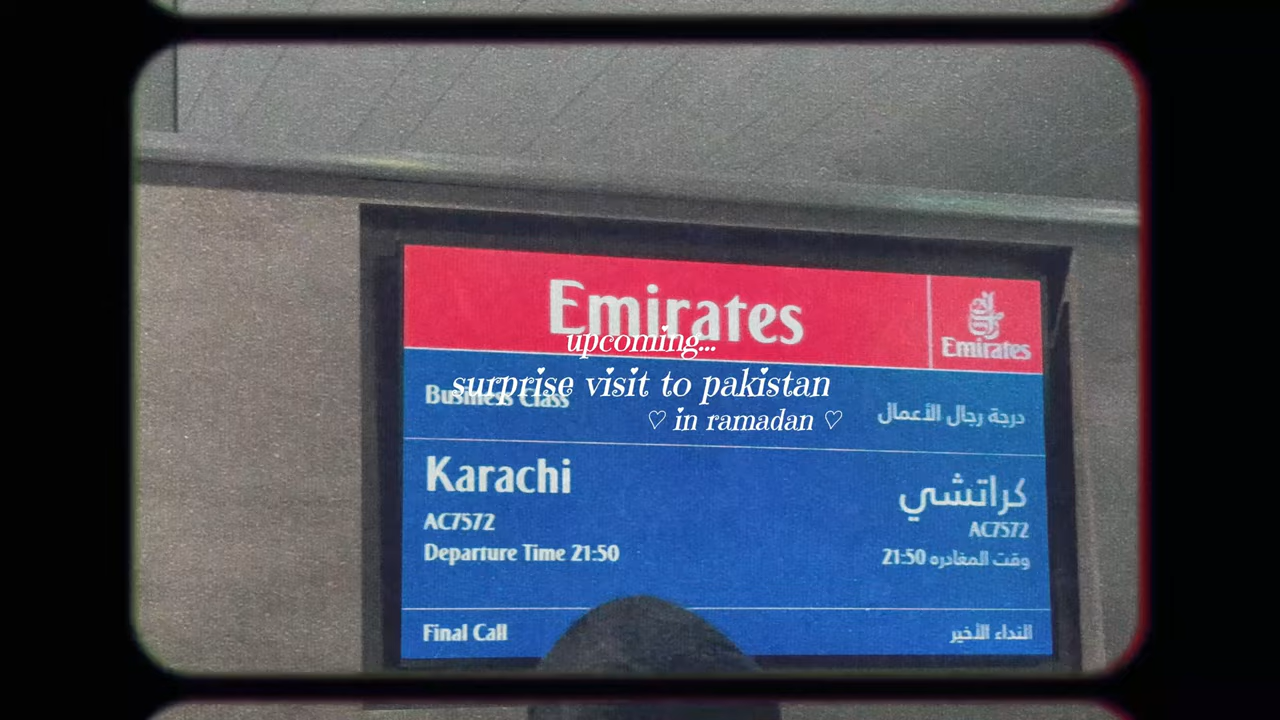 Emirates
Emirates
upcoming...
surprise visit to pakistan
♡ in ramadan ♡
Business Class
درجة رجال الأعمال
Karachi
كراتشي
AC7572
AC7572
Departure Time 21:50
وقت المغادره 21:50
Final Call
النداء الأخير